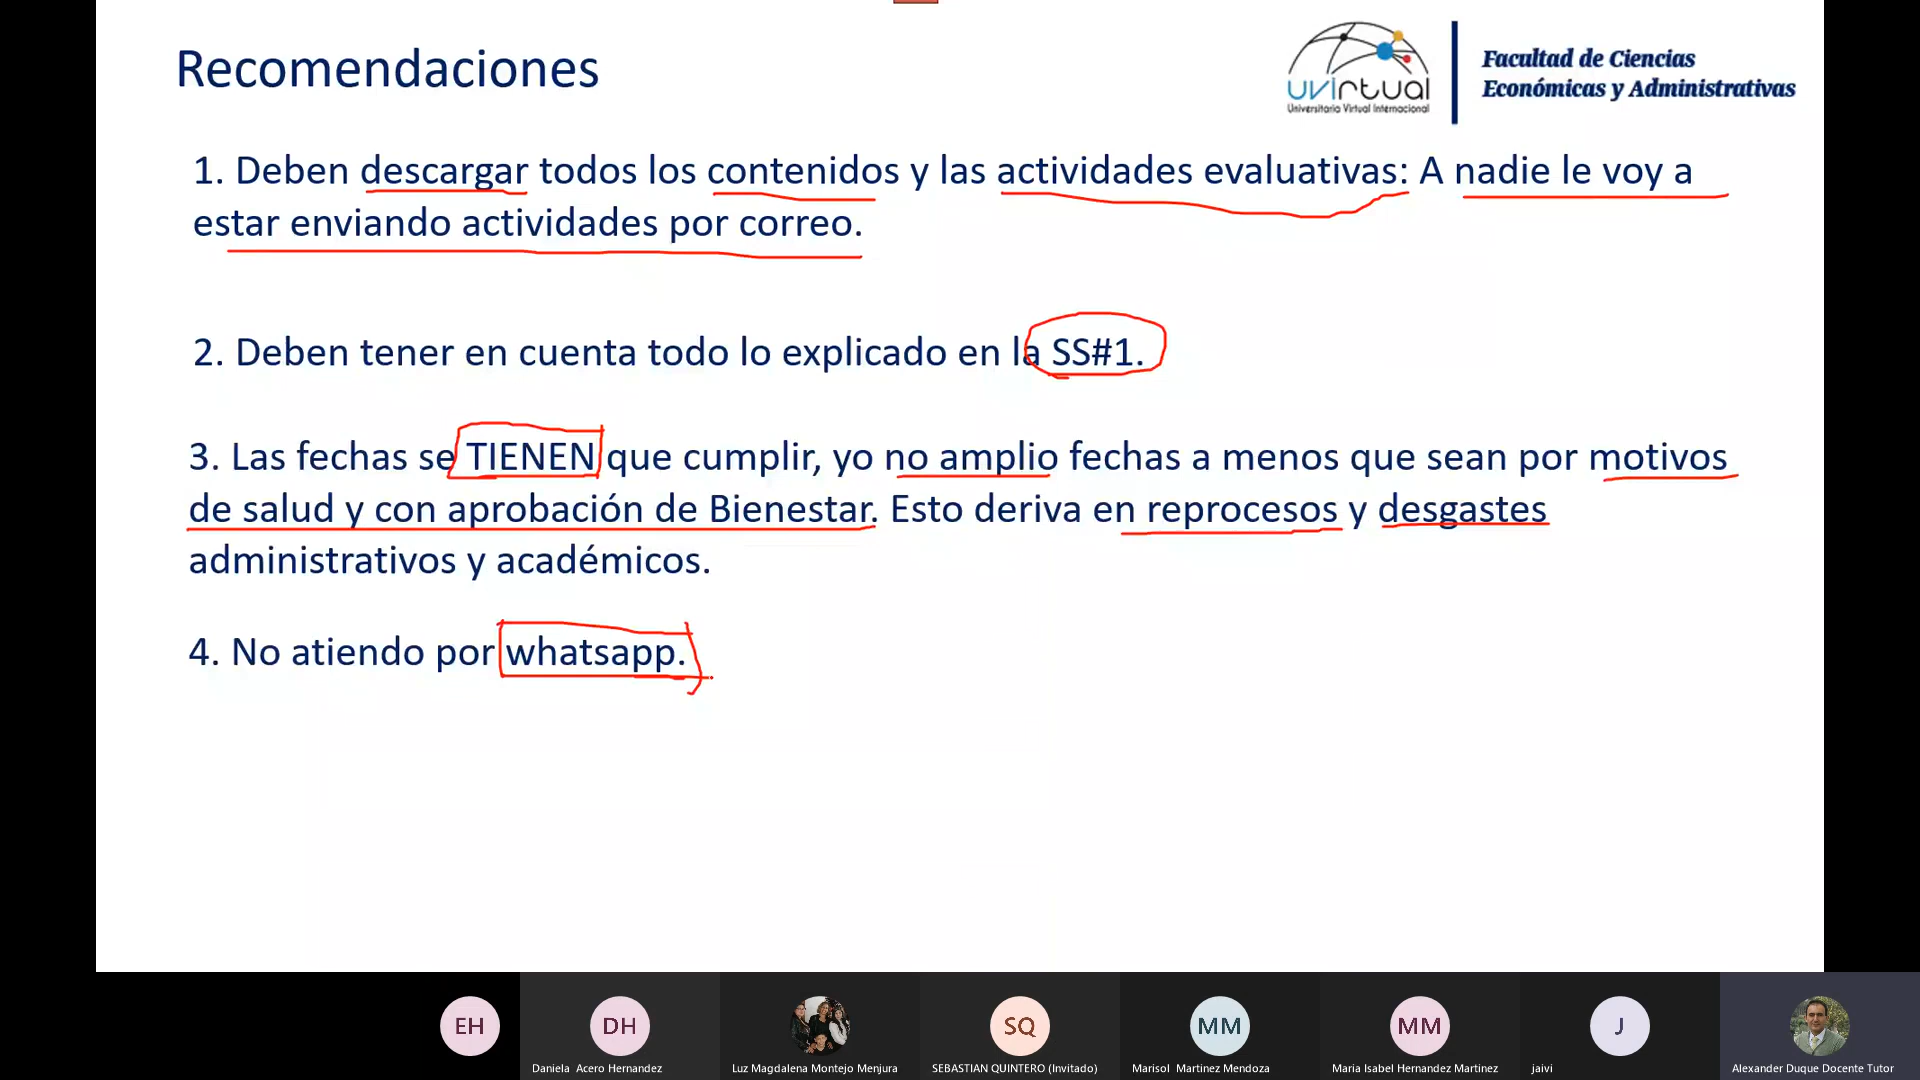 Recomendaciones
uvirtual
Universitaria Virtual Internacional
Facultad de Ciencias
Económicas y Administrativas
1. Deben descargar todos los contenidos y las actividades evaluativas: A nadie le voy a
estar enviando actividades por correo.
2. Deben tener en cuenta todo lo explicado en la SS#1.
3. Las fechas se TIENEN que cumplir, yo no amplio fechas a menos que sean por motivos
de salud y con aprobación de Bienestar. Esto deriva en reprocesos y desgastes
administrativos y académicos.
4. No atiendo por whatsapp.
EH
DH
SQ
MM
MM
J
Daniela Acero Hernandez
Luz Magdalena Montejo Menjura
SEBASTIAN QUINTERO (Invitado)
Marisol Martinez Mendoza
Maria Isabel Hernandez Martinez
jaivi
Alexander Duque Docente Tutor